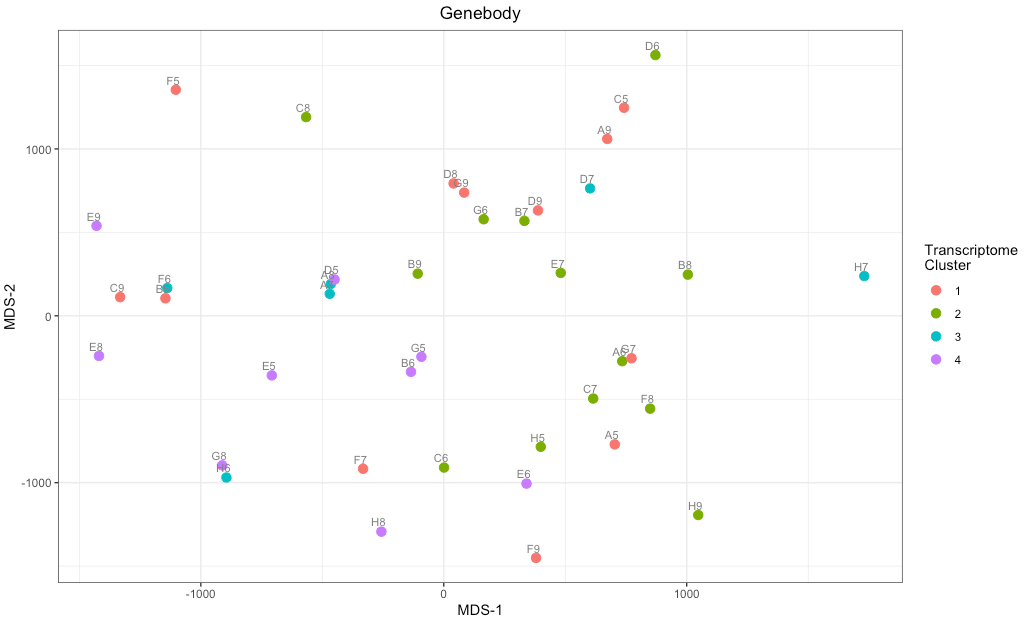 Genebody
D6
F5
C5
C8
A9
1000
D8
G9
D7
D9
G6
B7
E9
D5
B9
E7
B8
H7
F6
C9
0
E8
G5
G7
B6
E5
C7
F8
A5
H5
G8
H6
F7
C6
E6
-1000
H9
H8
F9
-1000
0
1000
MDS-1
MDS-2
Transcriptome
Cluster
1
2
3
4